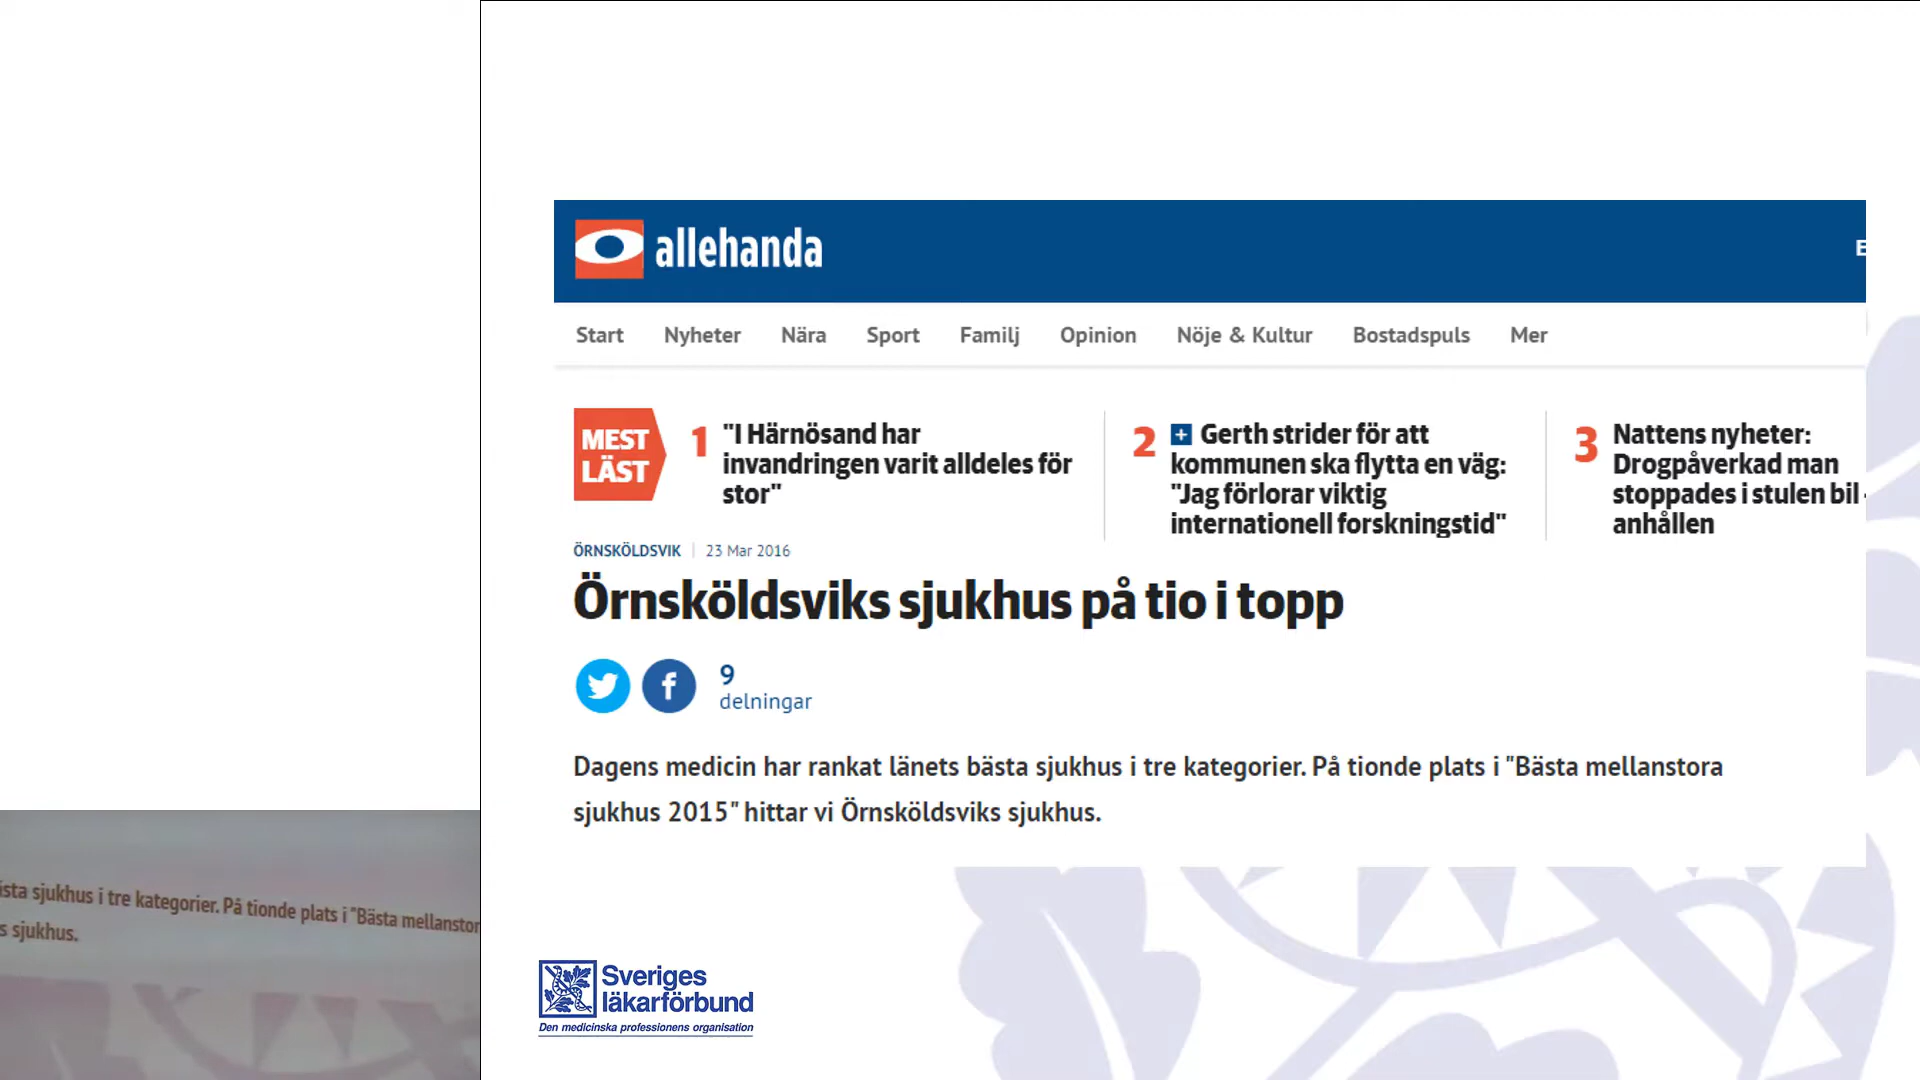 allehanda
E
Start Nyheter Nära Sport Familj Opinion Nöje & Kultur Bostadspuls Mer
MEST
LÄST
1
"I Härnösand har
invandringen varit alldeles för
stor"
2
Gerth strider för att
kommunen ska flytta en väg:
"Jag förlorar viktig
internationell forskningstid"
3
Nattens nyheter:
Drogpåverkad man
stoppades i stulen bil -
anhållen
ÖRNSKÖLDSVIK | 23 Mar 2016
Örnsköldsviks sjukhus på tio i topp
9
delningar
Dagens medicin har rankat länets bästa sjukhus i tre kategorier. På tionde plats i "Bästa mellanstora
sjukhus 2015" hittar vi Örnsköldsviks sjukhus.
ista sjukhus i tre kategorier. På tionde plats i "Bästa mellanstor
s sjukhus.
Sveriges
läkarförbund
Den medicinska professionens organisation